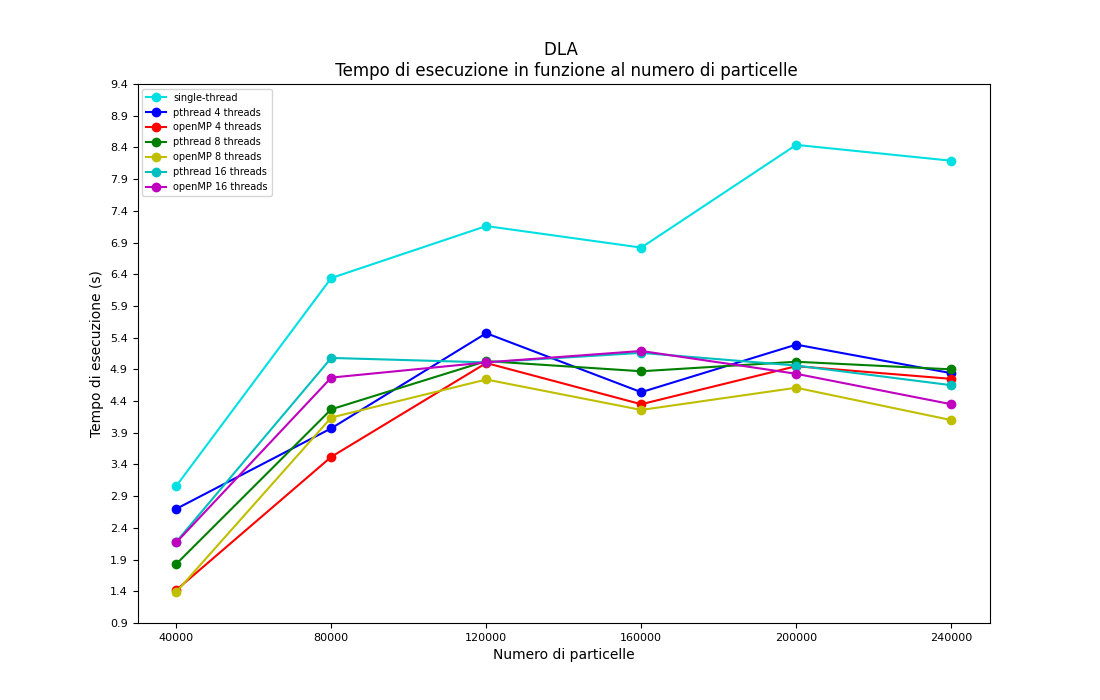 DLA
Tempo di esecuzione in funzione al numero di particelle
9.4
8.9
8.4
7.9
7.4
6.9
6.4
5.9
5.4
4.9
4.4
3.9
3.4
2.9
2.4
1.9
1.4
0.9
Tempo di esecuzione (s)
single-thread
pthread 4 threads
openMP 4 threads
pthread 8 threads
openMP 8 threads
pthread 16 threads
openMP 16 threads
40000 80000 120000 160000 200000 240000
Numero di particelle